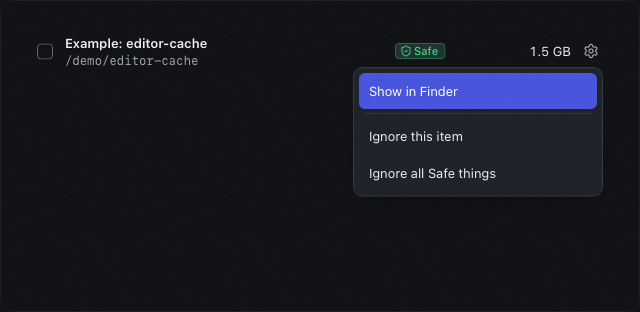 Example: editor-cache
/demo/editor-cache
Safe
1.5 GB
Show in Finder
Ignore this item
Ignore all Safe things